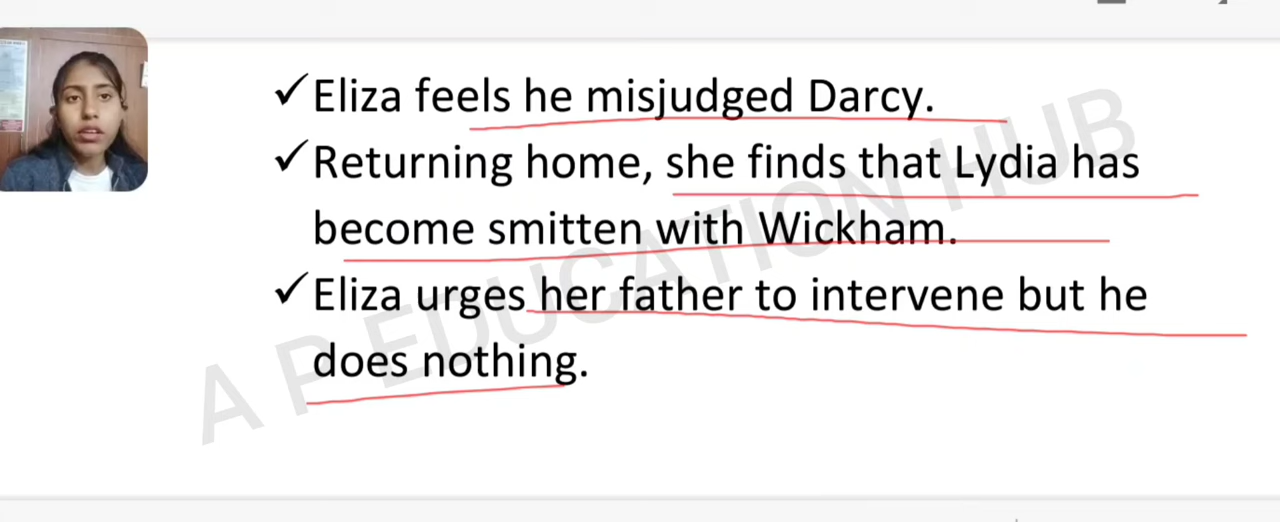 ✓Eliza feels he misjudged Darcy.
✓Returning home, she finds that Lydia has
become smitten with Wickham.
✓Eliza urges her father to intervene but he
does nothing.
A P EDUCATION HUB